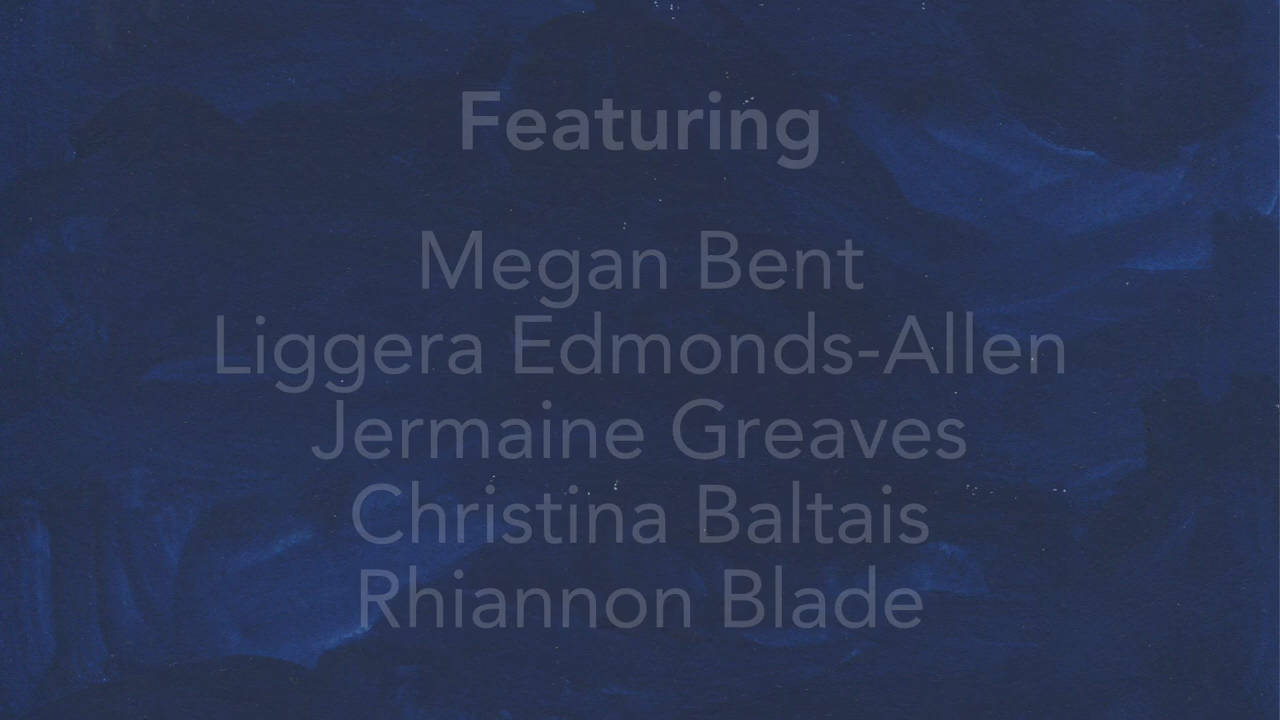 Featuring
Megan Bent
Liggera Edmonds-Allen
Jermaine Greaves
Christina Baltais
Rhiannon Blade